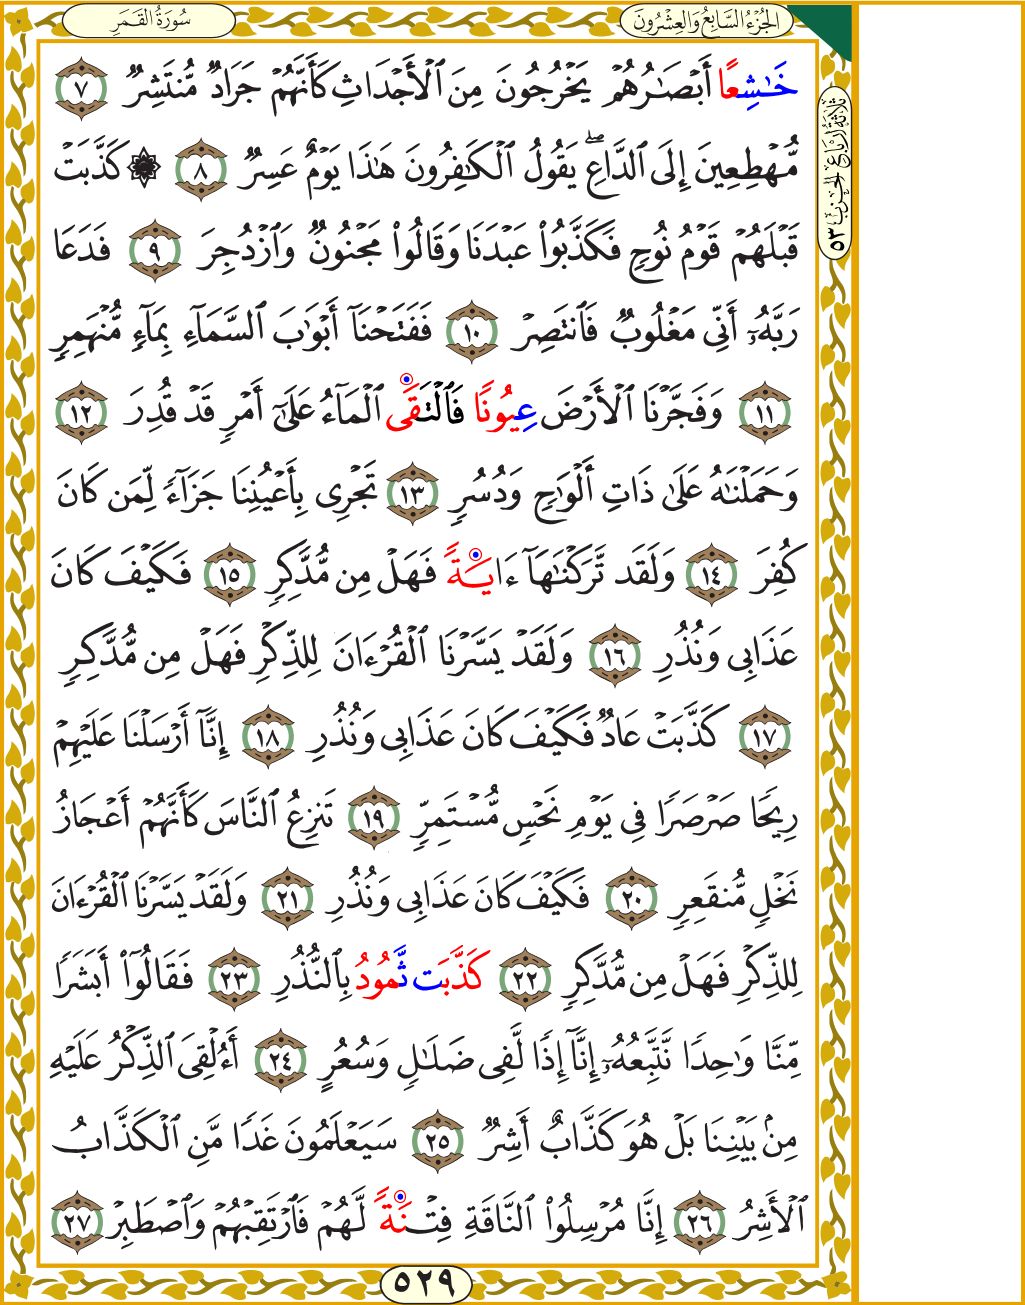 سُورَةُ القَمَرِ
الجُزْءُ السَّابِعُ وَالعِشْرُونَ
خَٰشِعًا أَبْصَٰرُهُمْ يَخْرُجُونَ مِنَ ٱلْأَجْدَاثِ كَأَنَّهُمْ جَرَادٌ مُّنتَشِرٌ ٧
مُّهْطِعِينَ إِلَى ٱلدَّاعِ ۖ يَقُولُ ٱلْكَٰفِرُونَ هَٰذَا يَوْمٌ عَسِرٌ ٨ ۞ كَذَّبَتْ
قَبْلَهُمْ قَوْمُ نُوحٍ فَكَذَّبُوا۟ عَبْدَنَا وَقَالُوا۟ مَجْنُونٌ وَٱزْدُجِرَ ٩ فَدَعَا
رَبَّهُۥٓ أَنِّى مَغْلُوبٌ فَٱنتَصِرْ ١٠ فَفَتَحْنَآ أَبْوَٰبَ ٱلسَّمَآءِ بِمَآءٍ مُّنْهَمِرٍ
١١ وَفَجَّرْنَا ٱلْأَرْضَ عِيُونًا فَٱلْتَقَى ٱلْمَآءُ عَلَىٰٓ أَمْرٍ قَدْ قُدِرَ ١٢
وَحَمَلْنَٰهُ عَلَىٰ ذَاتِ أَلْوَٰحٍ وَدُسُرٍ ١٣ تَجْرِى بِأَعْيُنِنَا جَزَآءً لِّمَن كَانَ
كُفِرَ ١٤ وَلَقَد تَّرَكْنَٰهَآ ءَايَةً فَهَلْ مِن مُّدَّكِرٍ ١٥ فَكَيْفَ كَانَ
عَذَابِى وَنُذُرِ ١٦ وَلَقَدْ يَسَّرْنَا ٱلْقُرْءَانَ لِلذِّكْرِ فَهَلْ مِن مُّدَّكِرٍ
١٧ كَذَّبَتْ عَادٌ فَكَيْفَ كَانَ عَذَابِى وَنُذُرِ ١٨ إِنَّآ أَرْسَلْنَا عَلَيْهِمْ
رِيحًا صَرْصَرًا فِى يَوْمِ نَحْسٍ مُّسْتَمِرٍّ ١٩ تَنزِعُ ٱلنَّاسَ كَأَنَّهُمْ أَعْجَازُ
نَخْلٍ مُّنقَعِرٍ ٢٠ فَكَيْفَ كَانَ عَذَابِى وَنُذُرِ ٢١ وَلَقَدْ يَسَّرْنَا ٱلْقُرْءَانَ
لِلذِّكْرِ فَهَلْ مِن مُّدَّكِرٍ ٢٢ كَذَّبَت ثَّمُودُ بِٱلنُّذُرِ ٢٣ فَقَالُوٓا۟ أَبَشَرًا
مِّنَّا وَٰحِدًا نَّتَّبِعُهُۥٓ إِنَّآ إِذًا لَّفِى ضَلَٰلٍ وَسُعُرٍ ٢٤ أَءُلْقِىَ ٱلذِّكْرُ عَلَيْهِ
مِنۢ بَيْنِنَا بَلْ هُوَ كَذَّابٌ أَشِرٌ ٢٥ سَيَعْلَمُونَ غَدًا مَّنِ ٱلْكَذَّابُ
ٱلْأَشِرُ ٢٦ إِنَّا مُرْسِلُوا۟ ٱلنَّاقَةِ فِتْنَةً لَّهُمْ فَٱرْتَقِبْهُمْ وَٱصْطَبِرْ ٢٧
ثَلَاثَةُ أَرْبَاعِ الحِزْبِ ٥٣
٥٢٩